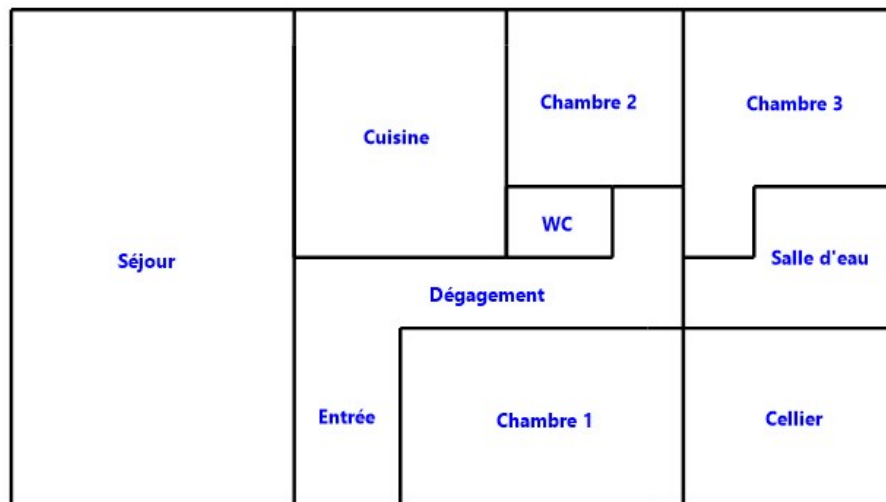 Chambre 2
Chambre 3
Cuisine
WC
Séjour
Salle d'eau
Dégagement
Entrée
Chambre 1
Cellier